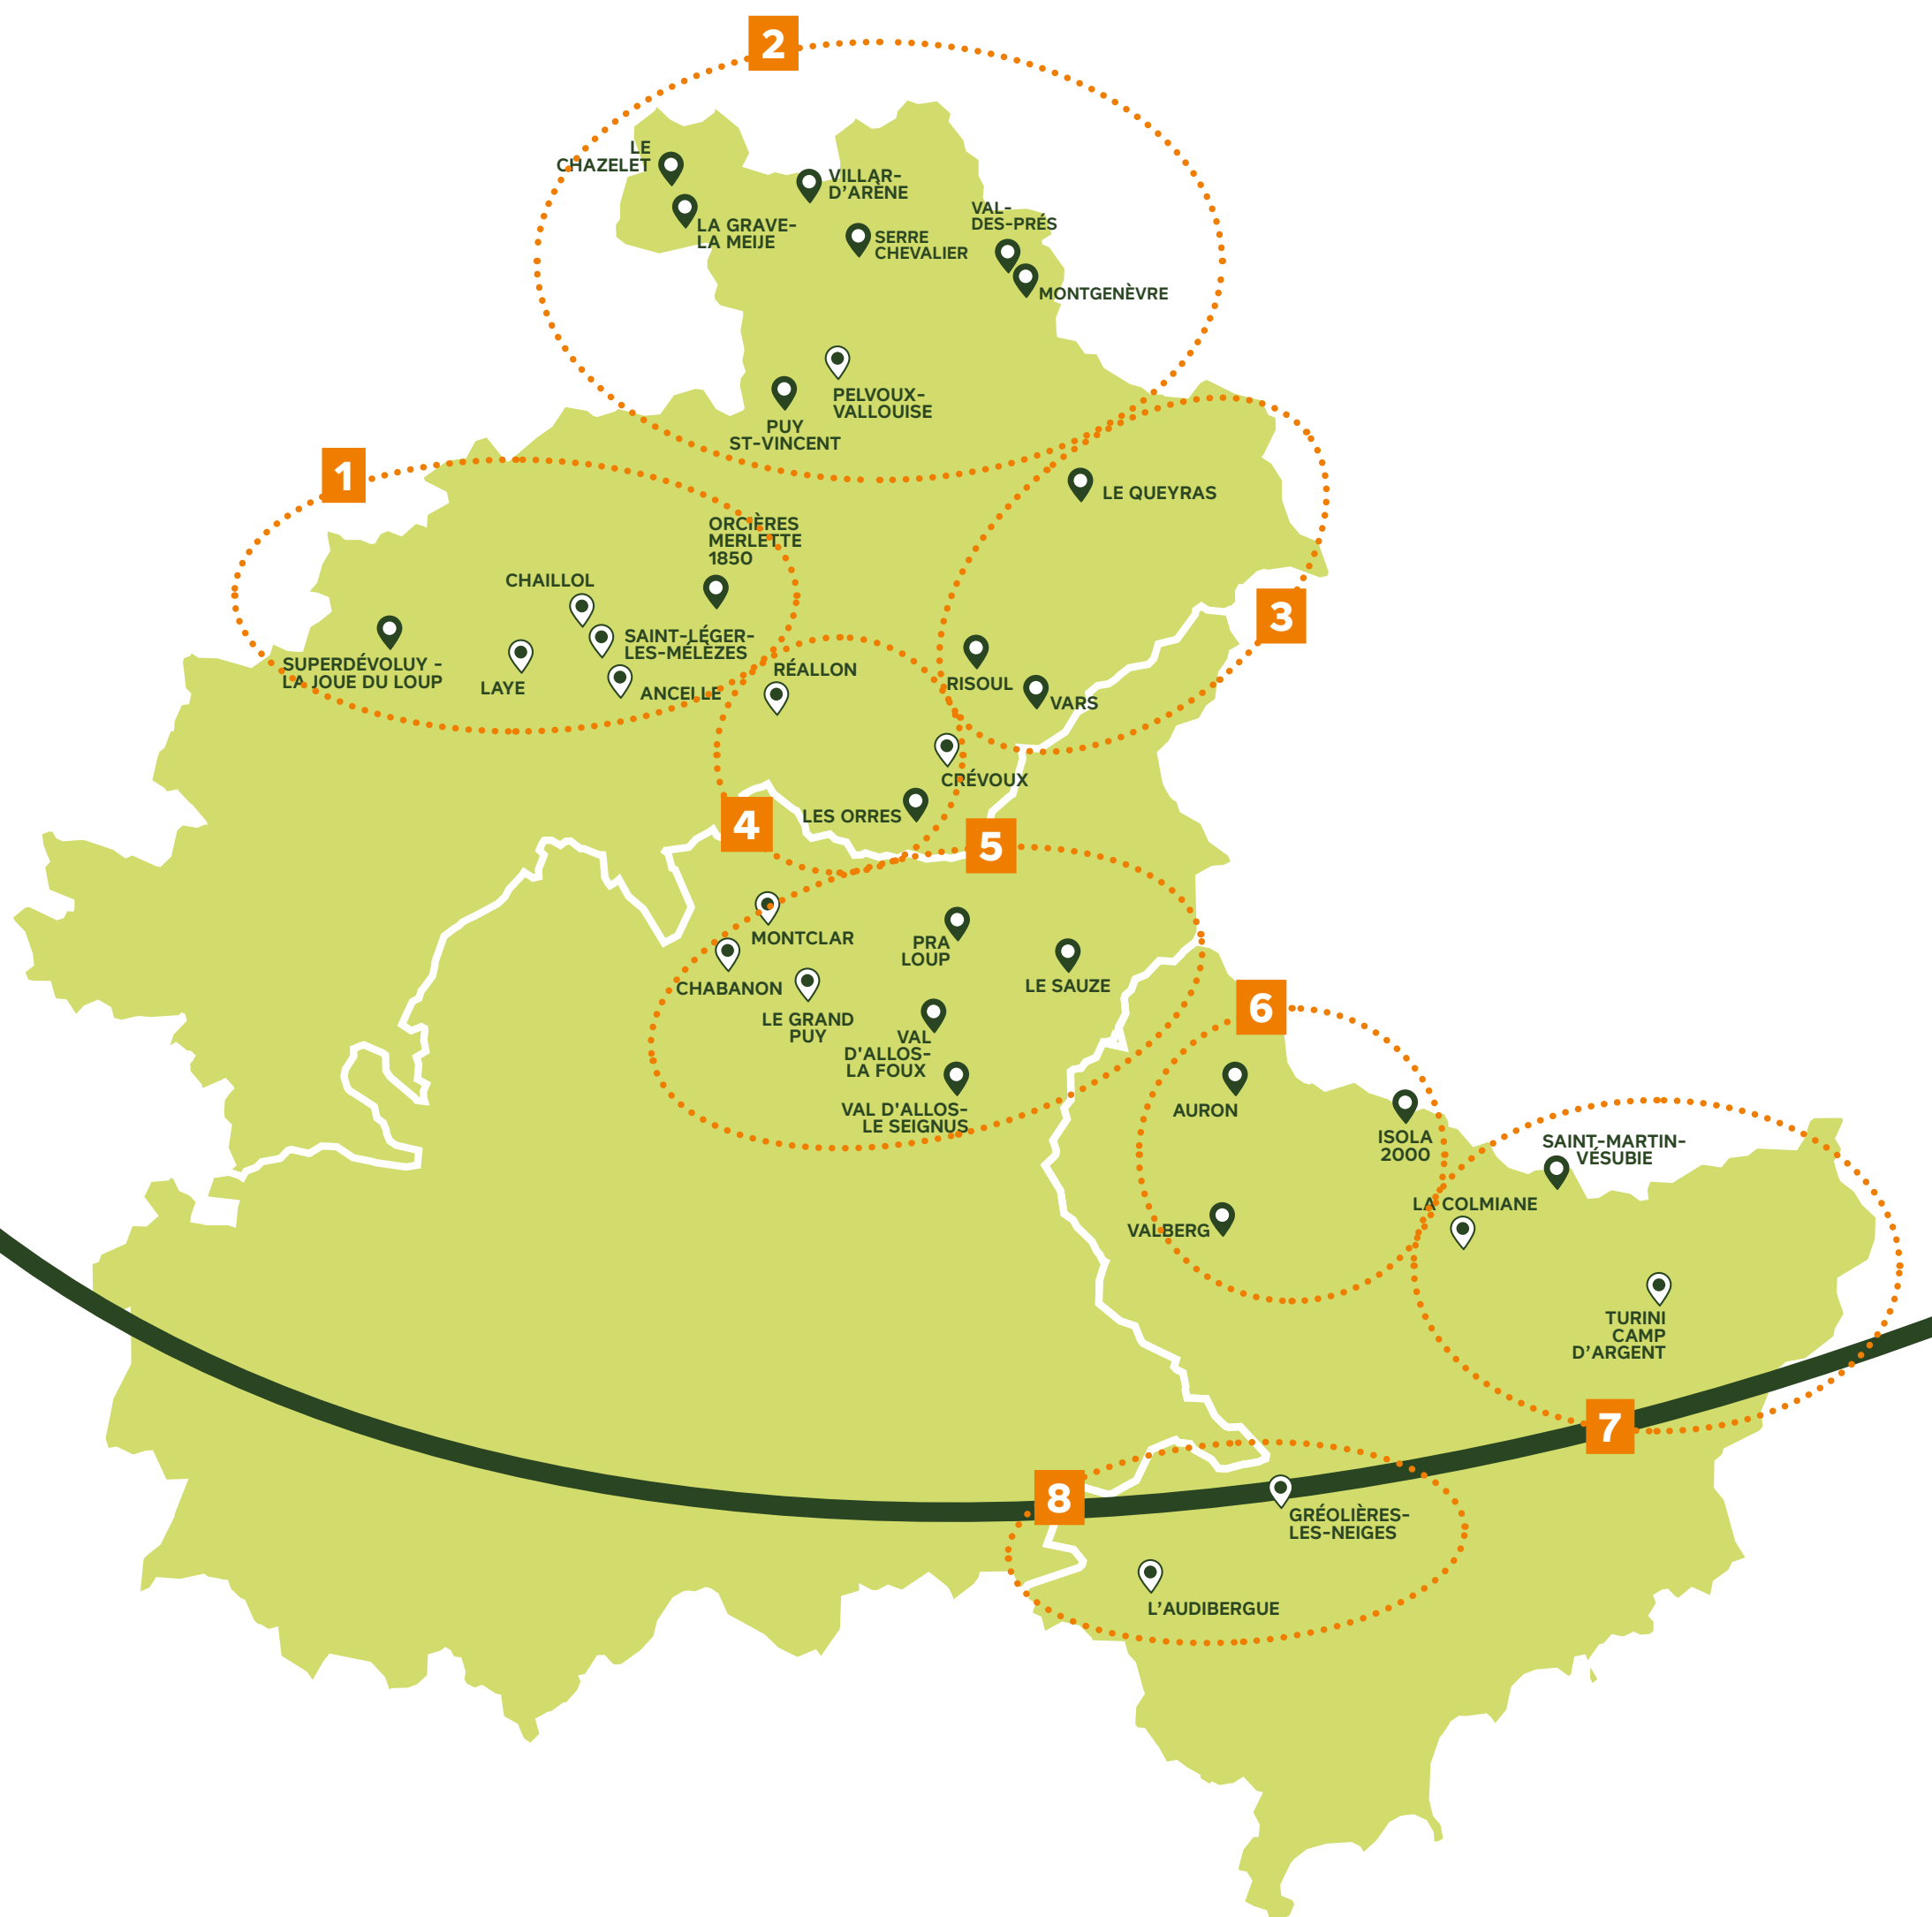 2
LE
CHAZELET
VILLAR-
D’ARÈNE
LA GRAVE-
LA MEIJE
SERRE
CHEVALIER
VAL-
DES-PRÉS
MONTGENÈVRE
PELVOUX-
VALLOUISE
PUY
ST-VINCENT
1
LE QUEYRAS
ORCIÈRES
MERLETTE
1850
CHAILLOL
SAINT-LÉGER-
LES-MÉLÈZES
SUPERDÉVOLUY -
LA JOUE DU LOUP
LAYE
ANCELLE
3
RÉALLON
RISOUL
VARS
CRÉVOUX
LES ORRES
4
5
MONTCLAR
PRA
LOUP
CHABANON
LE SAUZE
LE GRAND
PUY
VAL
D'ALLOS-
LA FOUX
VAL D'ALLOS-
LE SEIGNUS
6
AURON
ISOLA
2000
VALBERG
SAINT-MARTIN-
VÉSUBIE
LA COLMIANE
TURINI
CAMP
D’ARGENT
7
8
GRÉOLIÈRES-
LES-NEIGES
L’AUDIBERGUE